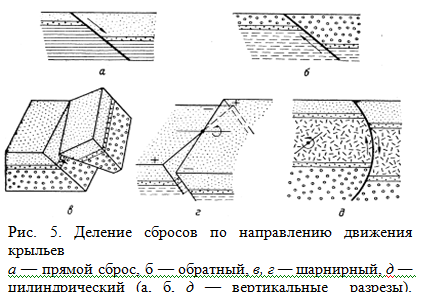 а
б
в
г
д
Рис. 5. Деление сбросов по направлению движения
крыльев
а — прямой сброс, б — обратный, в, г — шарнирный, д —
цилиндрический (а, б, д — вертикальные разрезы).